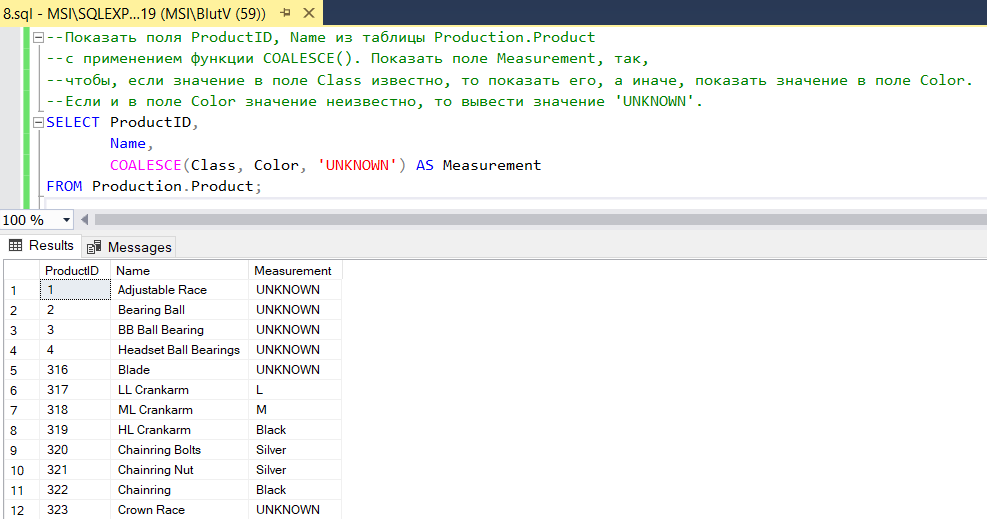 8.sql - MSI\SQLEXP...19 (MSI\BlutV (59))
--Показать поля ProductID, Name из таблицы Production.Product
--с применением функции COALESCE(). Показать поле Measurement, так,
--чтобы, если значение в поле Class известно, то показать его, а иначе, показать значение в поле Color.
--Если и в поле Color значение неизвестно, то вывести значение 'UNKNOWN'.
SELECT ProductID,
Name,
COALESCE(Class, Color, 'UNKNOWN') AS Measurement
FROM Production.Product;
100 %
Results Messages
ProductID Name Measurement
1 1 Adjustable Race UNKNOWN
2 2 Bearing Ball UNKNOWN
3 3 BB Ball Bearing UNKNOWN
4 4 Headset Ball Bearings UNKNOWN
5 316 Blade UNKNOWN
6 317 LL Crankarm L
7 318 ML Crankarm M
8 319 HL Crankarm Black
9 320 Chainring Bolts Silver
10 321 Chainring Nut Silver
11 322 Chainring Black
12 323 Crown Race UNKNOWN